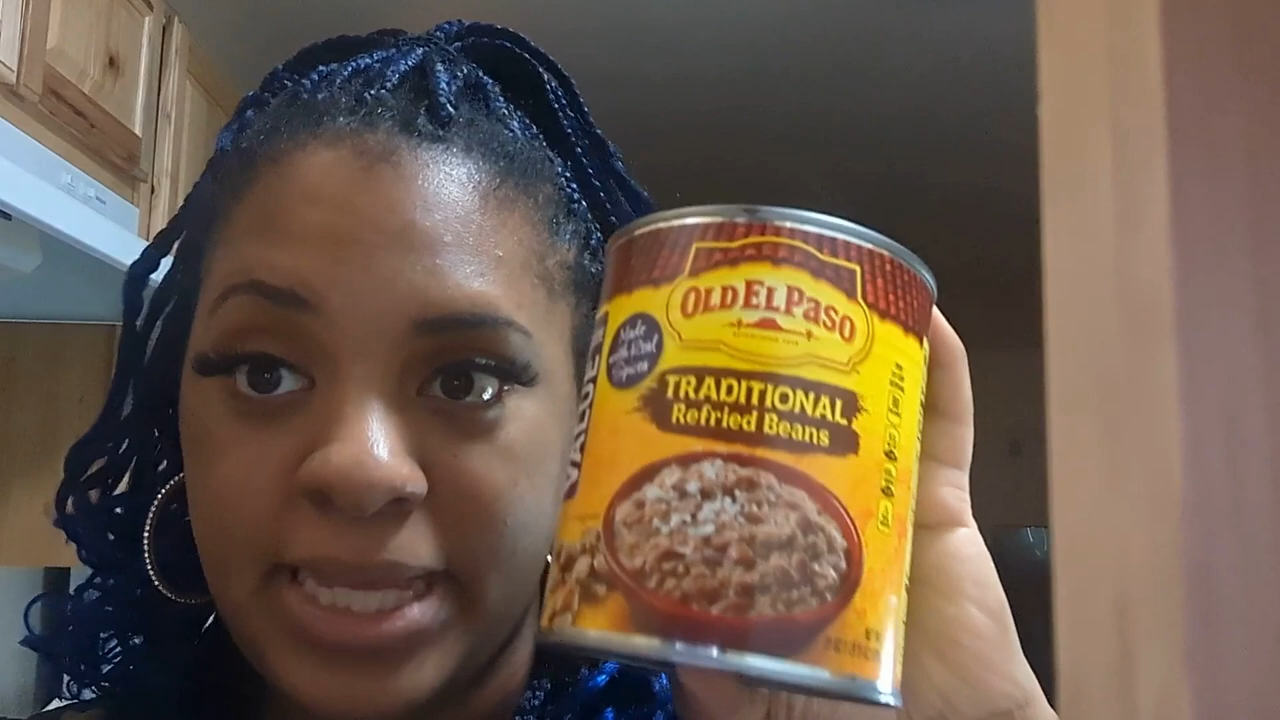 OLD EL PASO
Made
with Real
Spices
VALUE
TRADITIONAL
Refried Beans